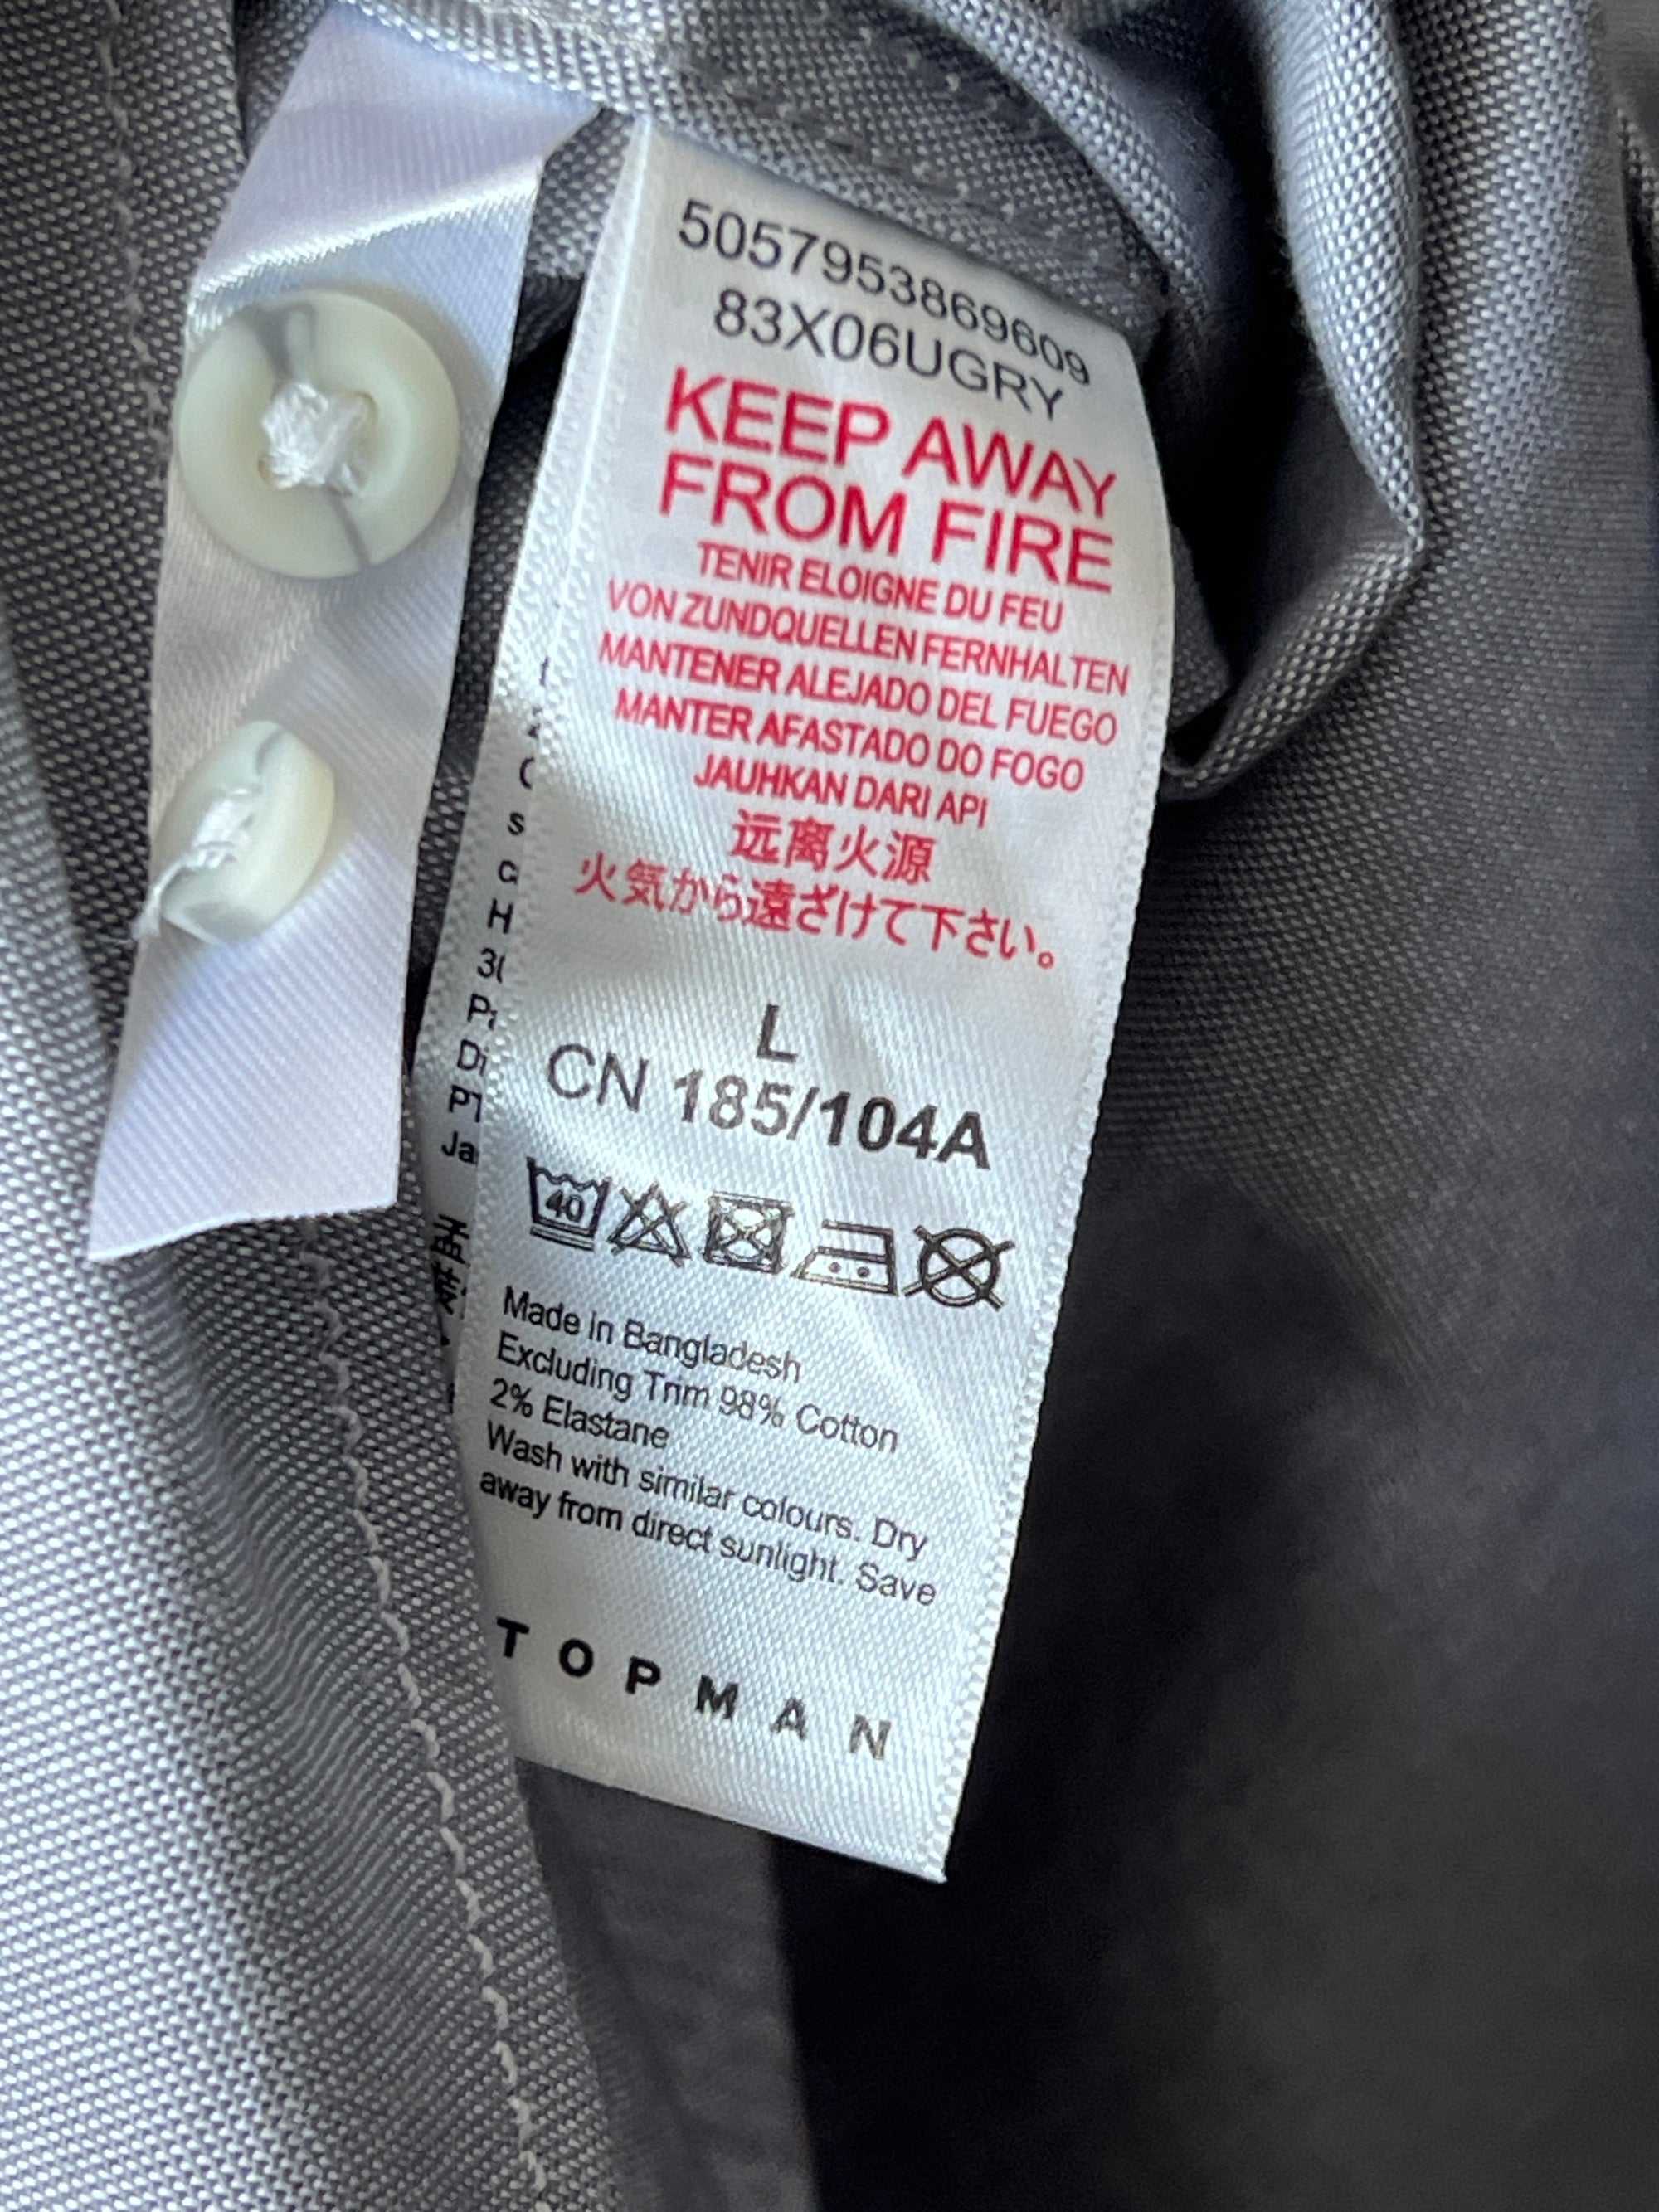 5057953869609
83X06UGRY
KEEP AWAY
FROM FIRE
TENIR ELOIGNE DU FEU
VON ZUNDQUELLEN FERNHALTEN
MANTENER ALEJADO DEL FUEGO
MANTER AFASTADO DO FOGO
JAUHKAN DARI API
远离火源
火気から遠ざけて下さい。
L
CN 185/104A
40
Made in Bangladesh
Excluding Trim 98% Cotton
2% Elastane
Wash with similar colours. Dry
away from direct sunlight. Save
TOPMAN